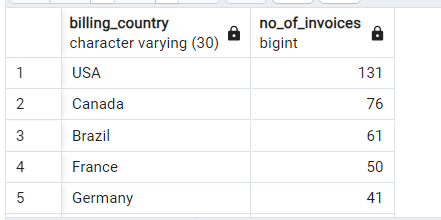 billing_country no_of_invoices
character varying (30) bigint
1 USA 131
2 Canada 76
3 Brazil 61
4 France 50
5 Germany 41